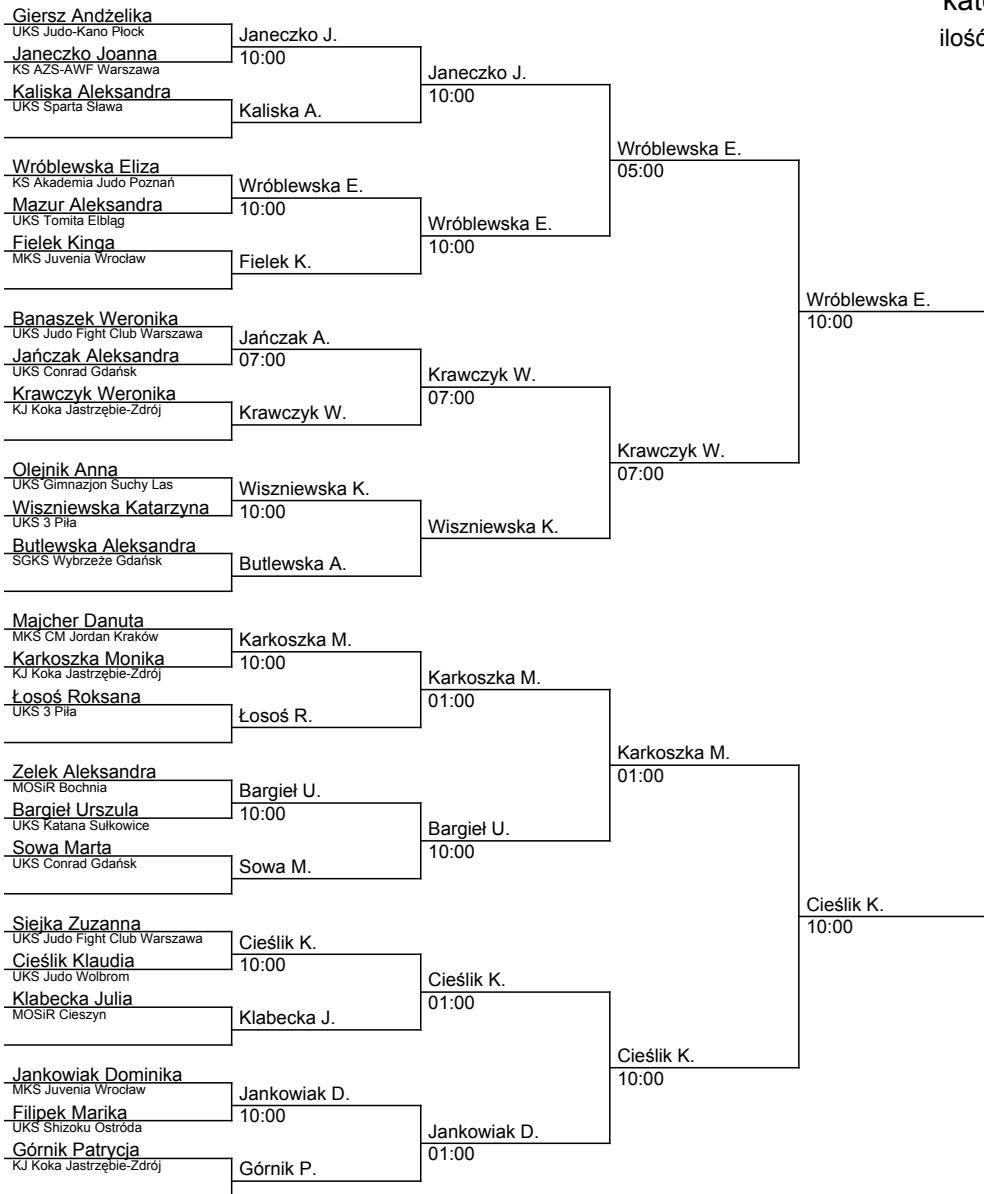 kat
ilość
Giersz Andżelika
UKS Judo-Kano Płock
Janeczko Joanna
KS AZS-AWF Warszawa
Kaliska Aleksandra
UKS Sparta Sława
Wróblewska Eliza
KS Akademia Judo Poznań
Mazur Aleksandra
UKS Tomita Elbląg
Fielek Kinga
MKS Juvenia Wrocław
Banaszek Weronika
UKS Judo Fight Club Warszawa
Jańczak Aleksandra
UKS Conrad Gdańsk
Krawczyk Weronika
KJ Koka Jastrzębie-Zdrój
Olejnik Anna
UKS Gimnazjon Suchy Las
Wiszniewska Katarzyna
UKS 3 Piła
Butlewska Aleksandra
SGKS Wybrzeże Gdańsk
Majcher Danuta
MKS CM Jordan Kraków
Karkoszka Monika
KJ Koka Jastrzębie-Zdrój
Łosoś Roksana
UKS 3 Piła
Zelek Aleksandra
MOSiR Bochnia
Bargieł Urszula
UKS Katana Sułkowice
Sowa Marta
UKS Conrad Gdańsk
Siejka Zuzanna
UKS Judo Fight Club Warszawa
Cieślik Klaudia
UKS Judo Wolbrom
Klabecka Julia
MOSiR Cieszyn
Jankowiak Dominika
MKS Juvenia Wrocław
Filipek Marika
UKS Shizoku Ostróda
Górnik Patrycja
KJ Koka Jastrzębie-Zdrój
Janeczko J.
10:00
Kaliska A.
Wróblewska E.
10:00
Fielek K.
Jańczak A.
07:00
Krawczyk W.
Wiszniewska K.
10:00
Butlewska A.
Karkoszka M.
10:00
Łosoś R.
Bargieł U.
10:00
Sowa M.
Cieślik K.
10:00
Klabecka J.
Jankowiak D.
10:00
Górnik P.
Janeczko J.
10:00
Wróblewska E.
10:00
Krawczyk W.
07:00
Wiszniewska K.
Karkoszka M.
01:00
Bargieł U.
10:00
Cieślik K.
01:00
Jankowiak D.
01:00
Wróblewska E.
05:00
Krawczyk W.
07:00
Karkoszka M.
01:00
Cieślik K.
10:00
Wróblewska E.
10:00
Cieślik K.
10:00